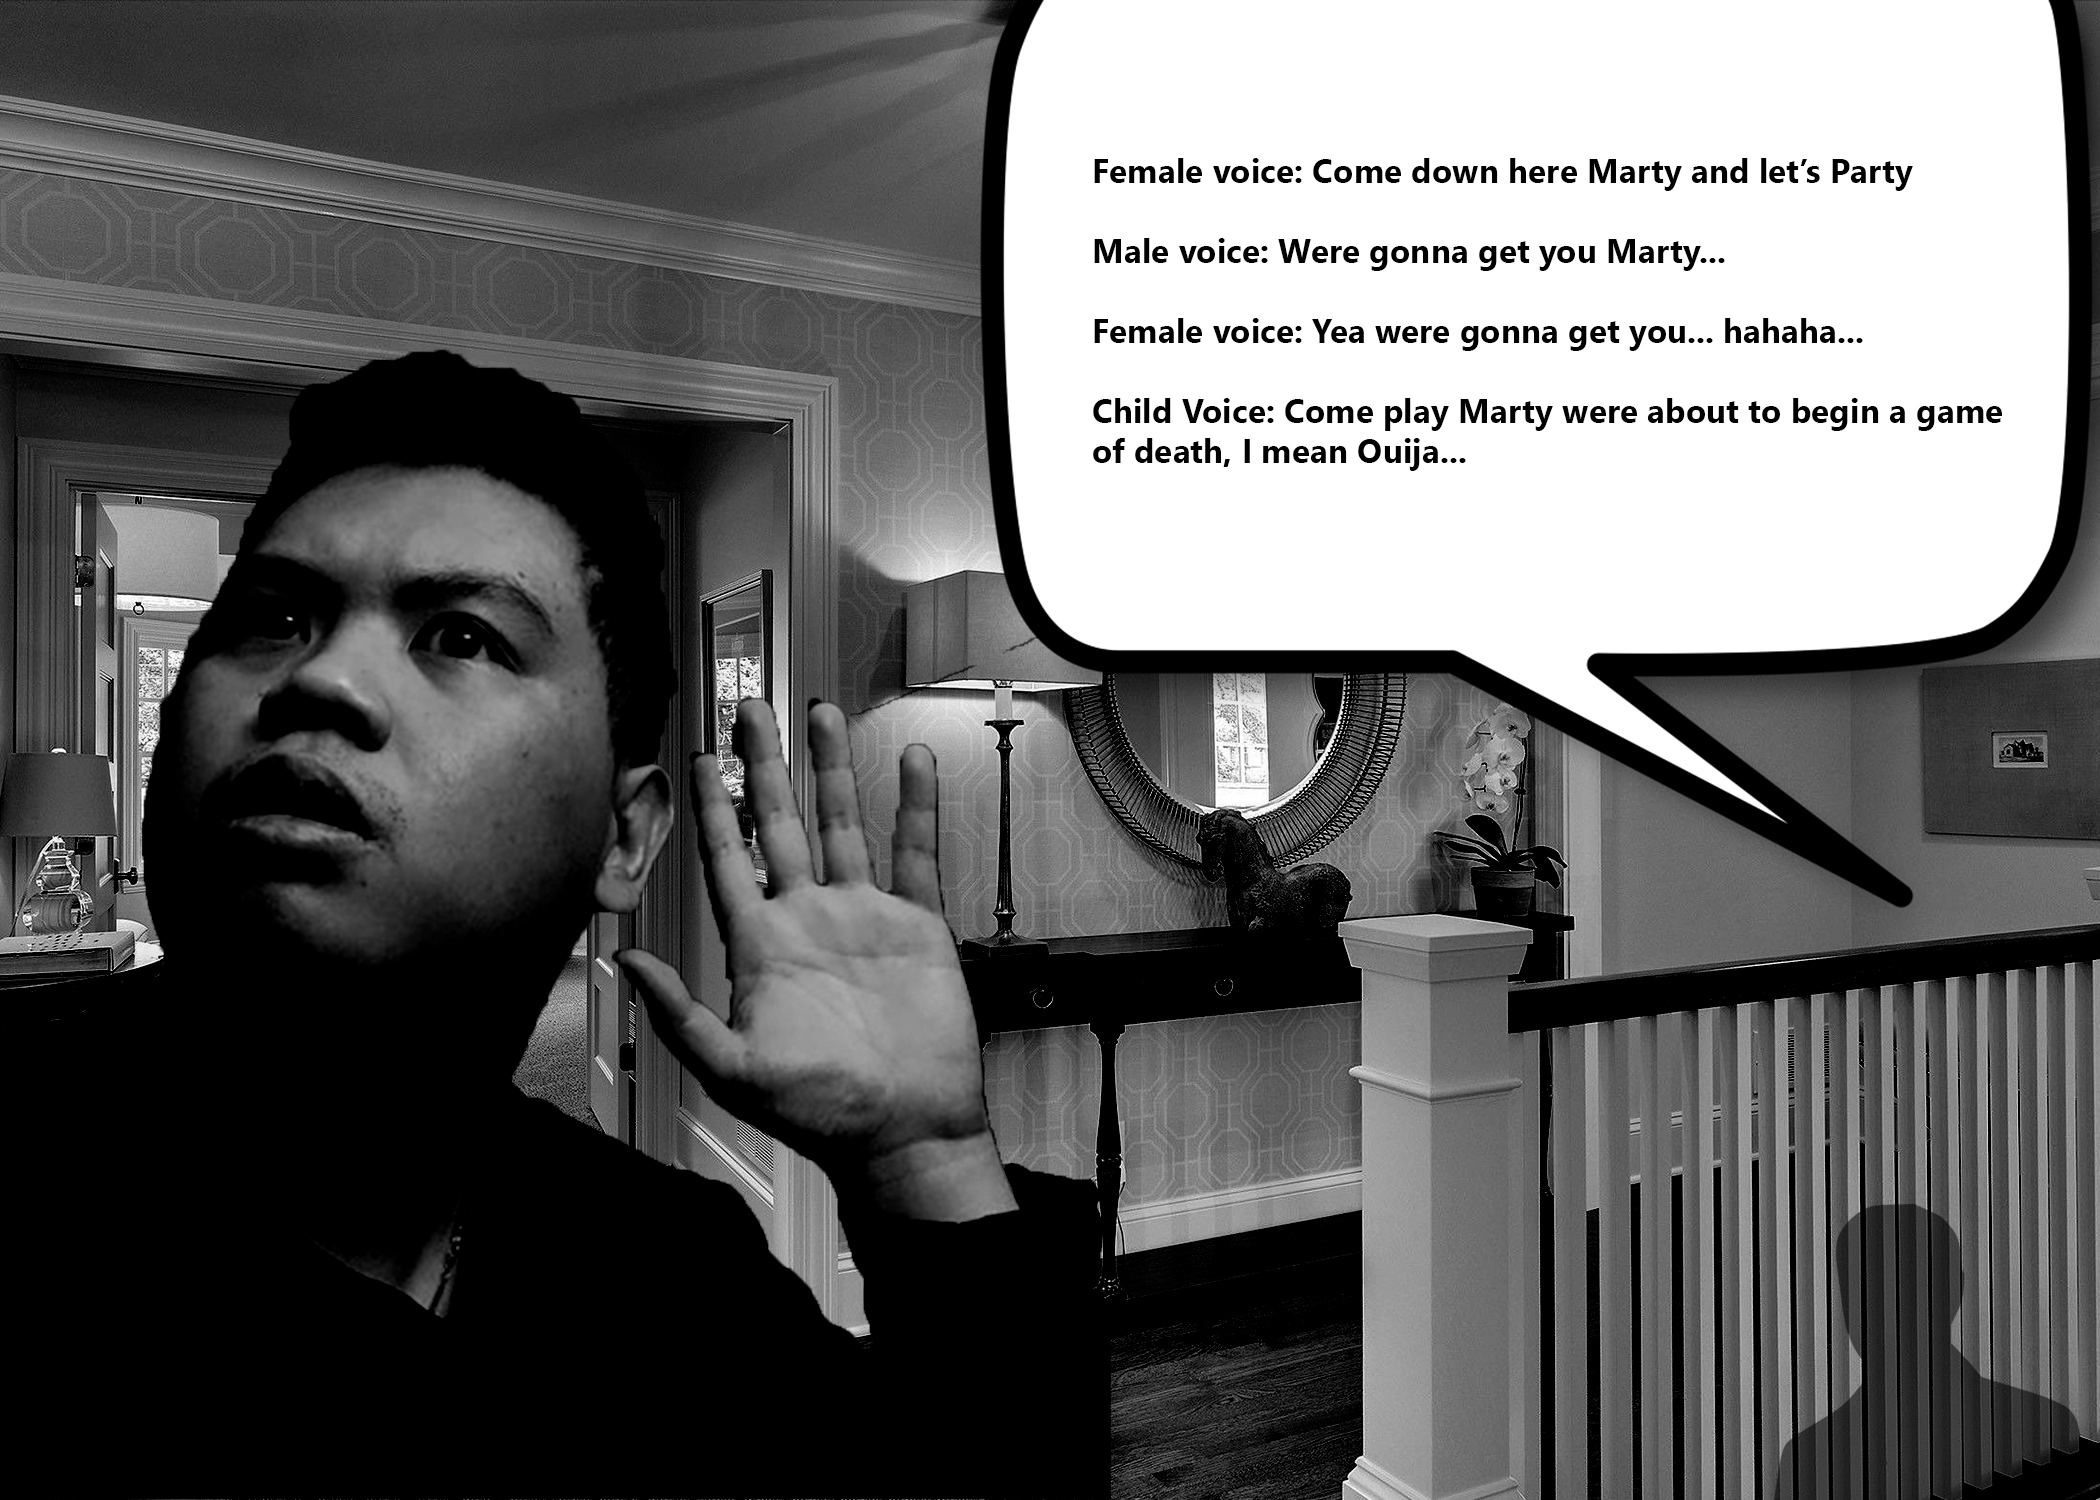 Female voice: Come down here Marty and let's Party
Male voice: Were gonna get you Marty...
Female voice: Yea were gonna get you... hahaha...
Child Voice: Come play Marty were about to begin a game
of death, I mean Ouija...